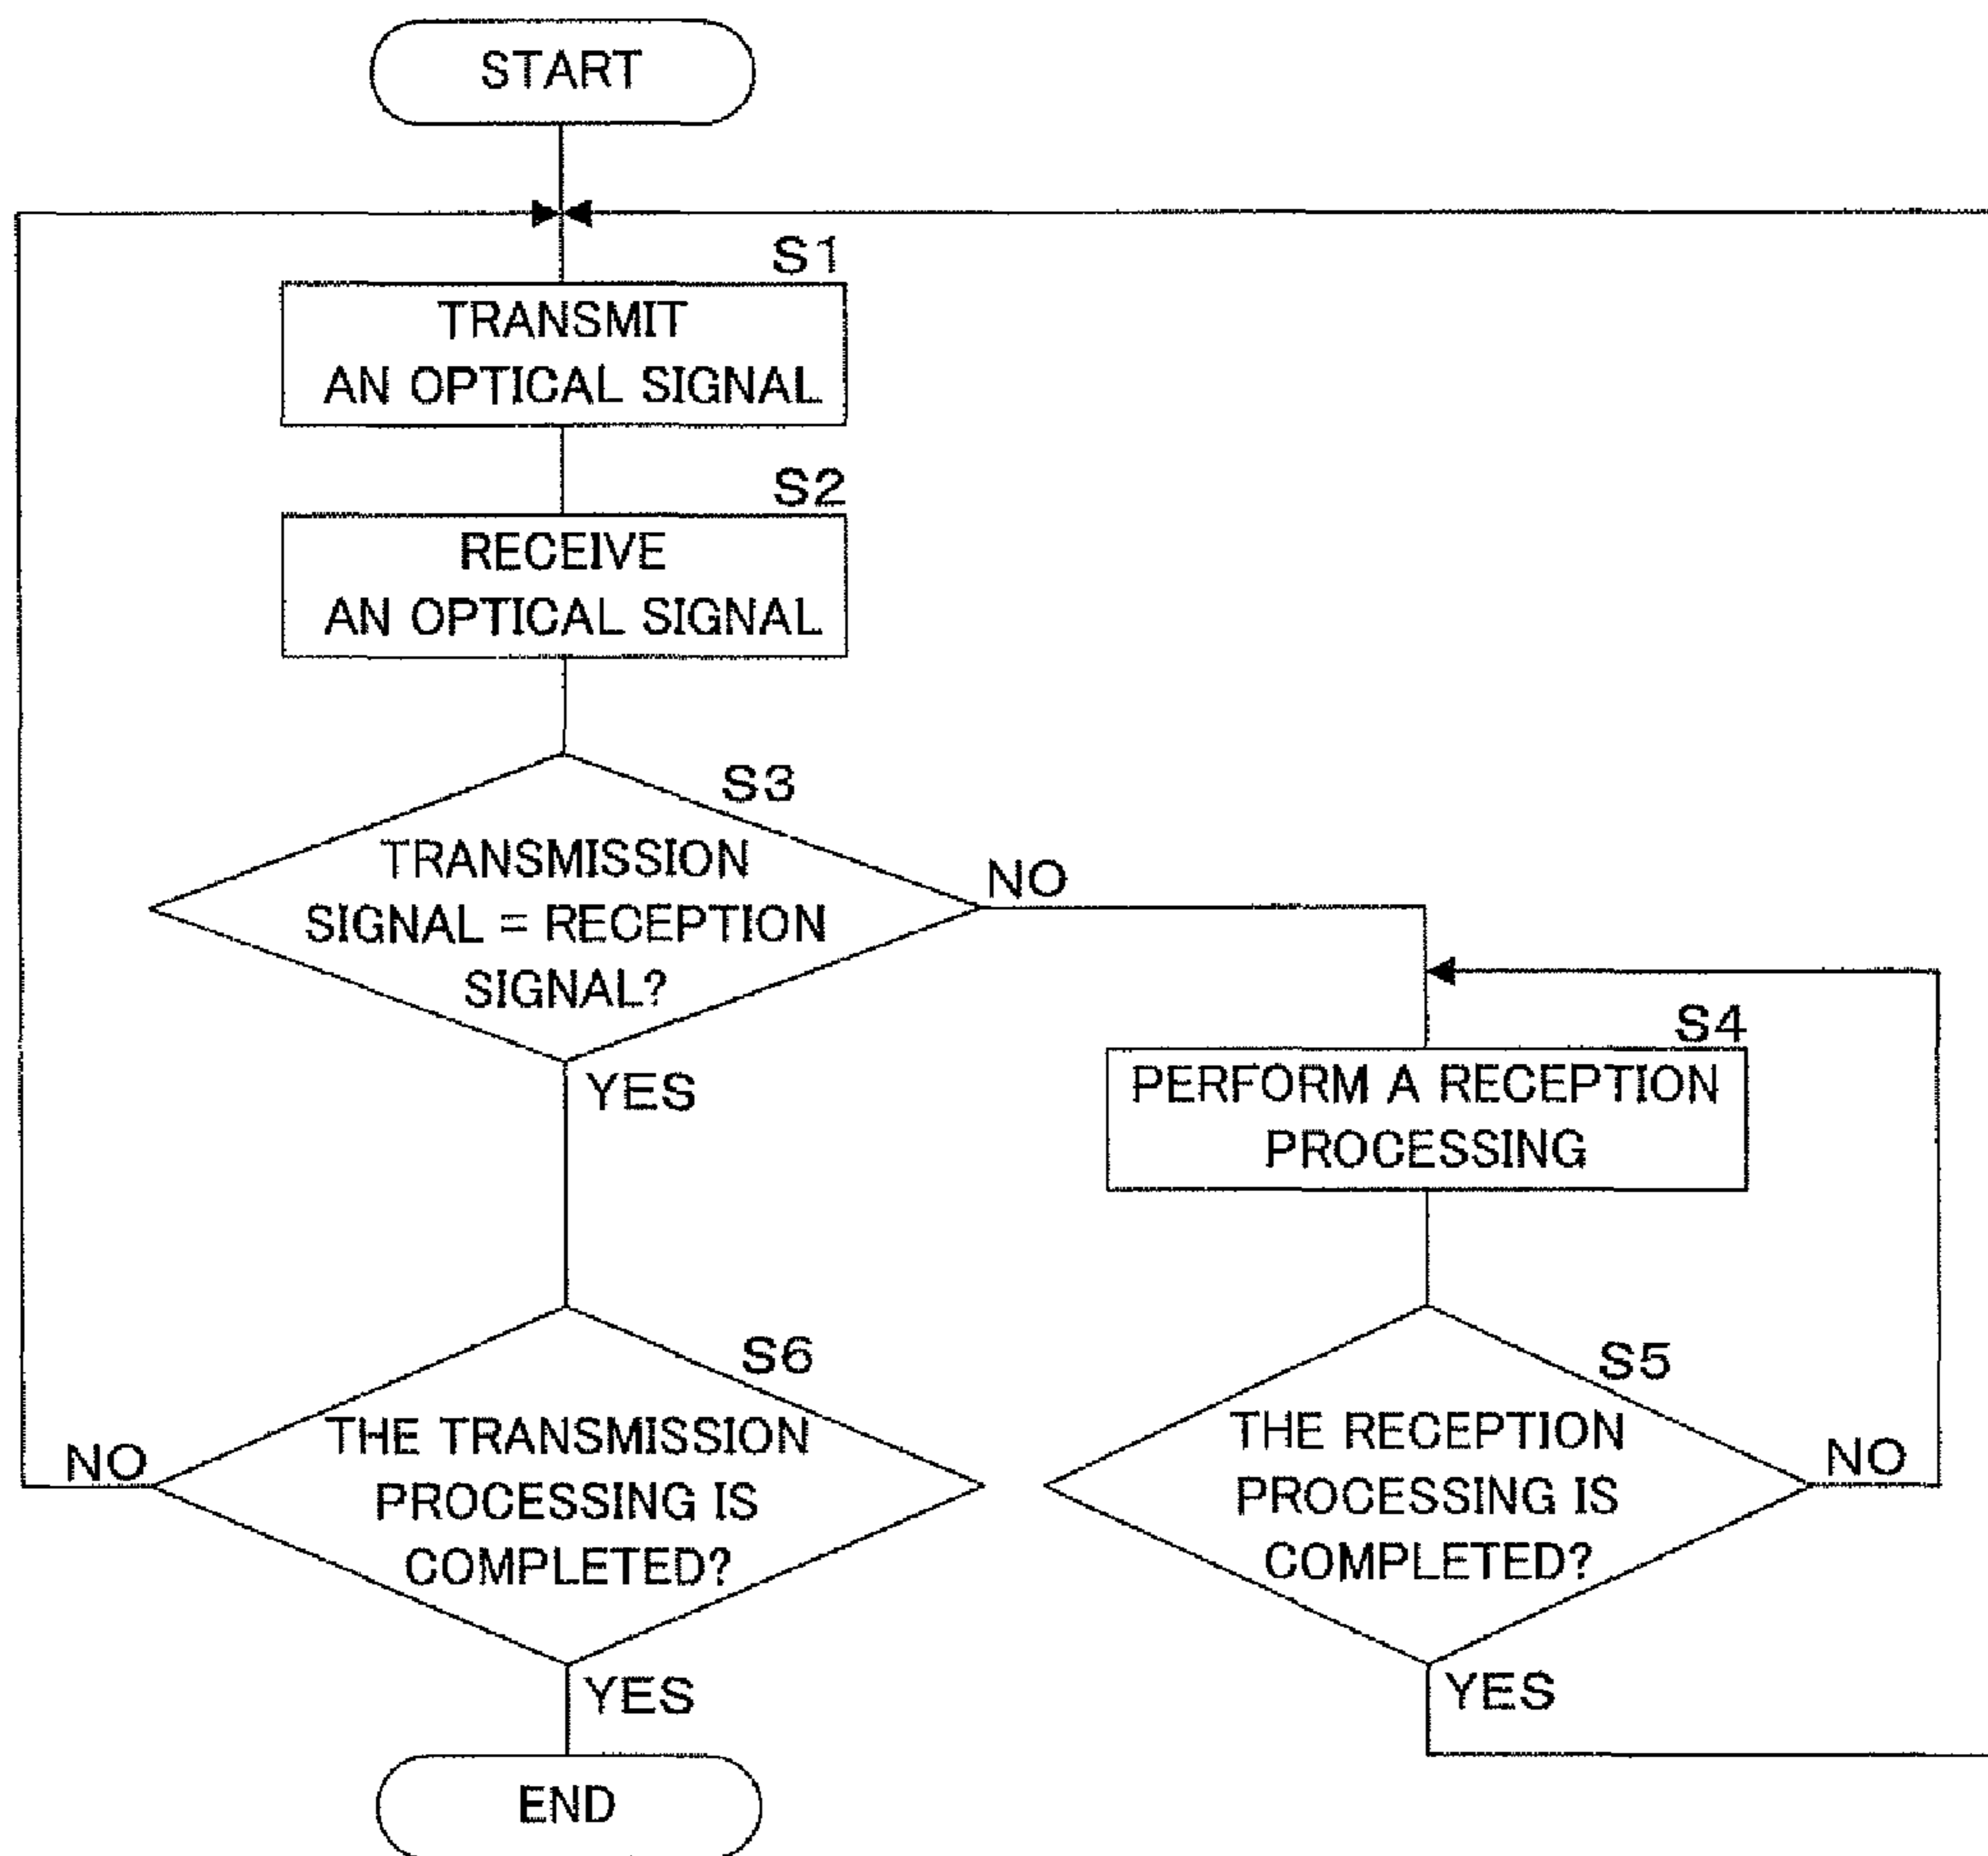 START
S1
TRANSMIT
AN OPTICAL SIGNAL
S2
RECEIVE
AN OPTICAL SIGNAL
S3
TRANSMISSION
SIGNAL = RECEPTION
SIGNAL?
NO
YES
S4
PERFORM A RECEPTION
PROCESSING
S6
THE TRANSMISSION
PROCESSING IS
COMPLETED?
NO
YES
S5
THE RECEPTION
PROCESSING IS
COMPLETED?
NO
YES
END